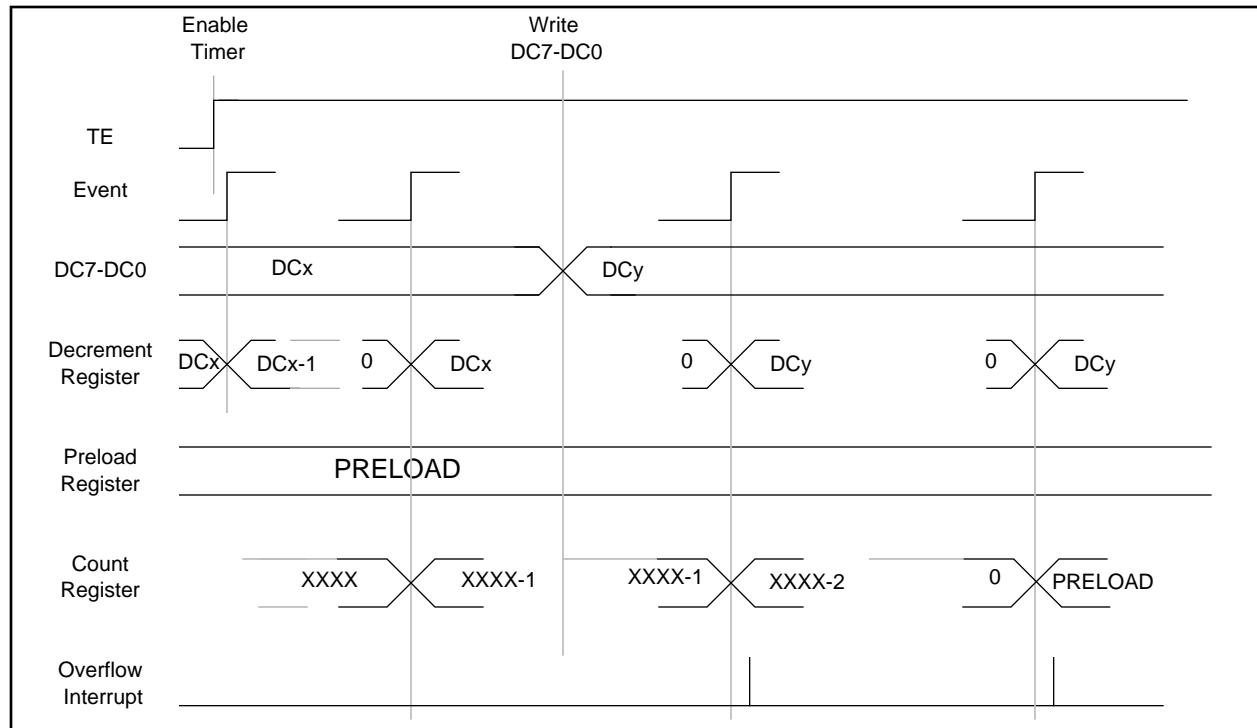 Enable
Timer
Write
DC7-DC0
TE
Event
DC7-DC0
DCx
DCy
Decrement
Register
DCx
DCx-1
0
DCx
0
DCy
0
DCy
Preload
Register
PRELOAD
Count
Register
XXXX
XXXX-1
XXXX-1
XXXX-2
0
PRELOAD
Overflow
Interrupt